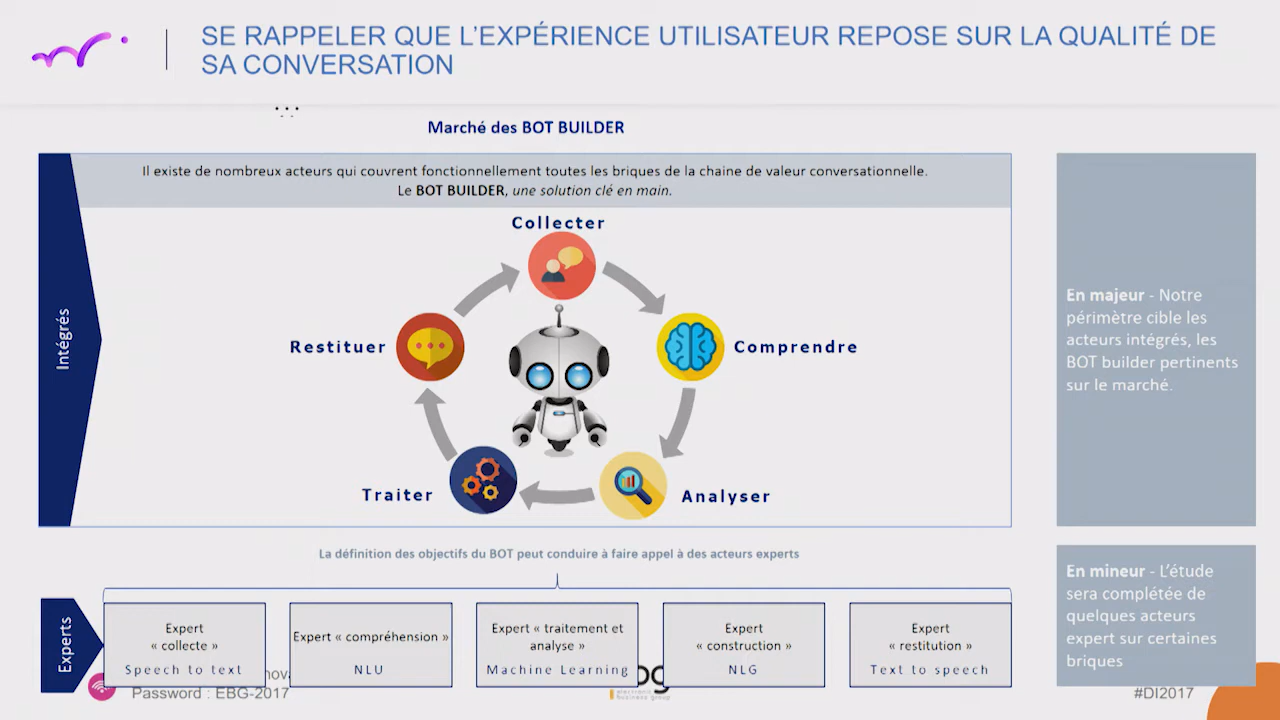 SE RAPPELER QUE L'EXPÉRIENCE UTILISATEUR REPOSE SUR LA QUALITÉ DE
SA CONVERSATION
Marché des BOT BUILDER
Il existe de nombreux acteurs qui couvrent fonctionnellement toutes les briques de la chaine de valeur conversationnelle.
Le BOT BUILDER, une solution clé en main.
Intégrés
Collecter
Restituer
Comprendre
Traiter
Analyser
En majeur - Notre
périmètre cible les
acteurs intégrés, les
BOT builder pertinents
sur le marché.
La définition des objectifs du BOT peut conduire à faire appel à des acteurs experts
Experts
Expert
« collecte »
Speech to text
Expert « compréhension »
NLU
Expert « traitement et
analyse »
Machine Learning
Expert
« construction »
NLG
Expert
« restitution »
Text to speech
En mineur - L'étude
sera complétée de
quelques acteurs
expert sur certaines
briques
Password : EBG-2017
electronic
business group
#DI2017